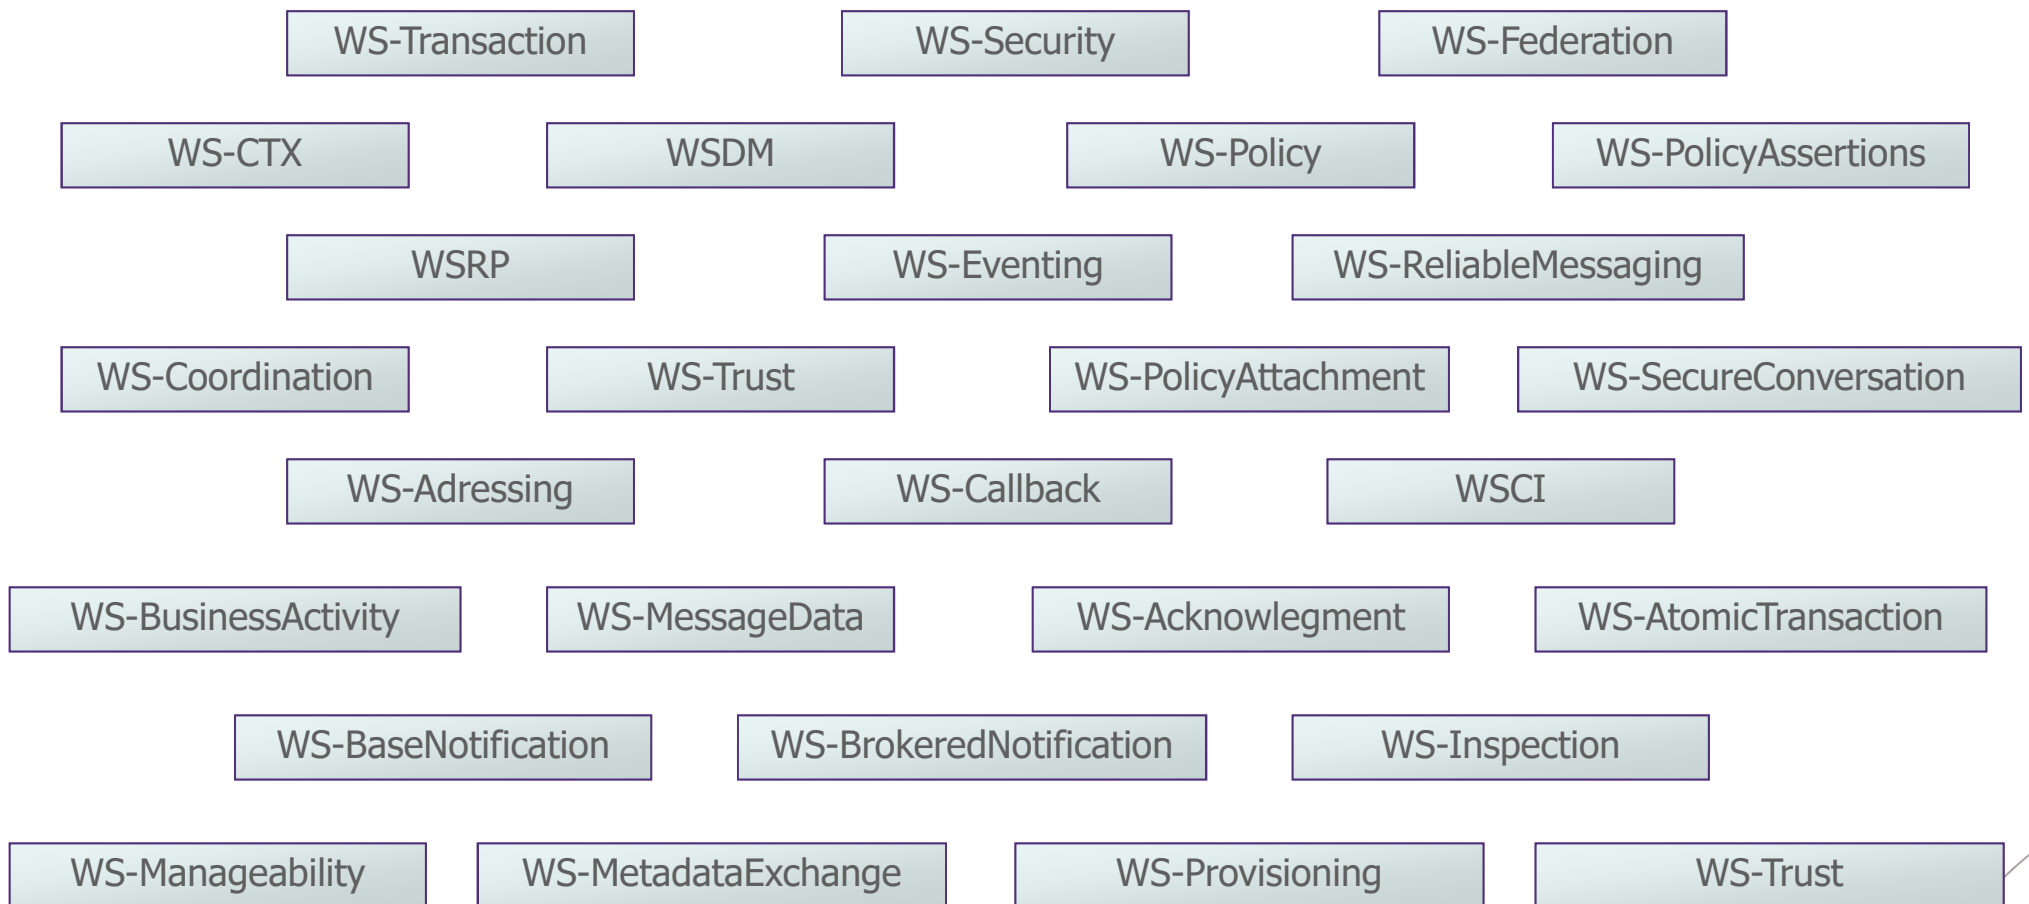 WS-Transaction WS-Security WS-Federation
WS-CTX WSDM WS-Policy WS-PolicyAssertions
WSRP WS-Eventing WS-ReliableMessaging
WS-Coordination WS-Trust WS-PolicyAttachment WS-SecureConversation
WS-Adressing WS-Callback WSCI
WS-BusinessActivity WS-MessageData WS-Acknowlegment WS-AtomicTransaction
WS-BaseNotification WS-BrokeredNotification WS-Inspection
WS-Manageability WS-MetadataExchange WS-Provisioning WS-Trust